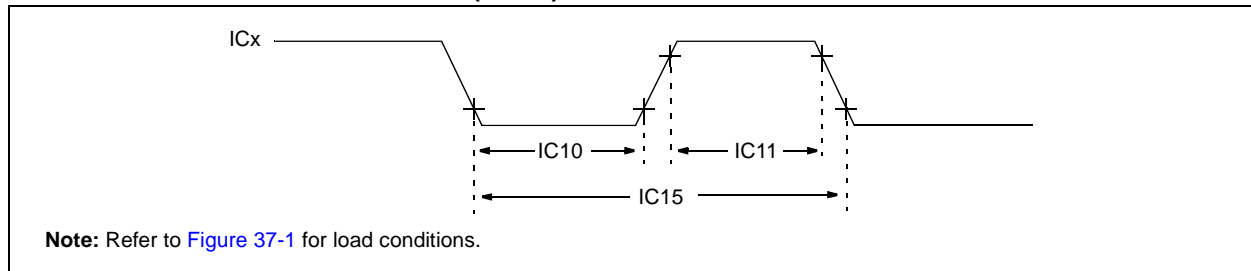 ICx
IC10
IC11
IC15
Note: Refer to Figure 37-1 for load conditions.